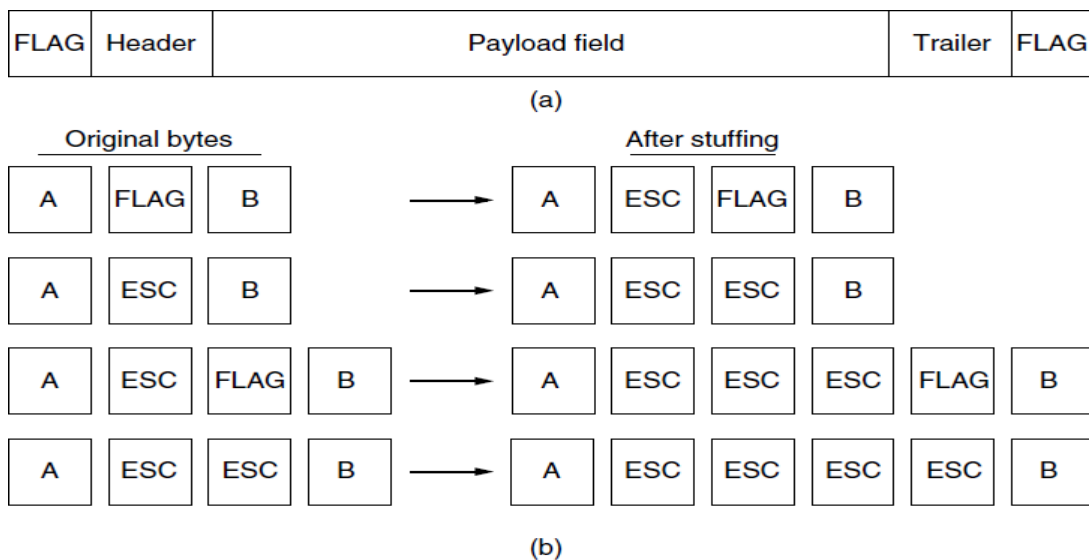 FLAG Header Payload field Trailer FLAG
(a)
Original bytes After stuffing
A FLAG B A ESC FLAG B
A ESC B A ESC ESC B
A ESC FLAG B A ESC ESC ESC FLAG B
A ESC ESC B A ESC ESC ESC ESC B
(b)